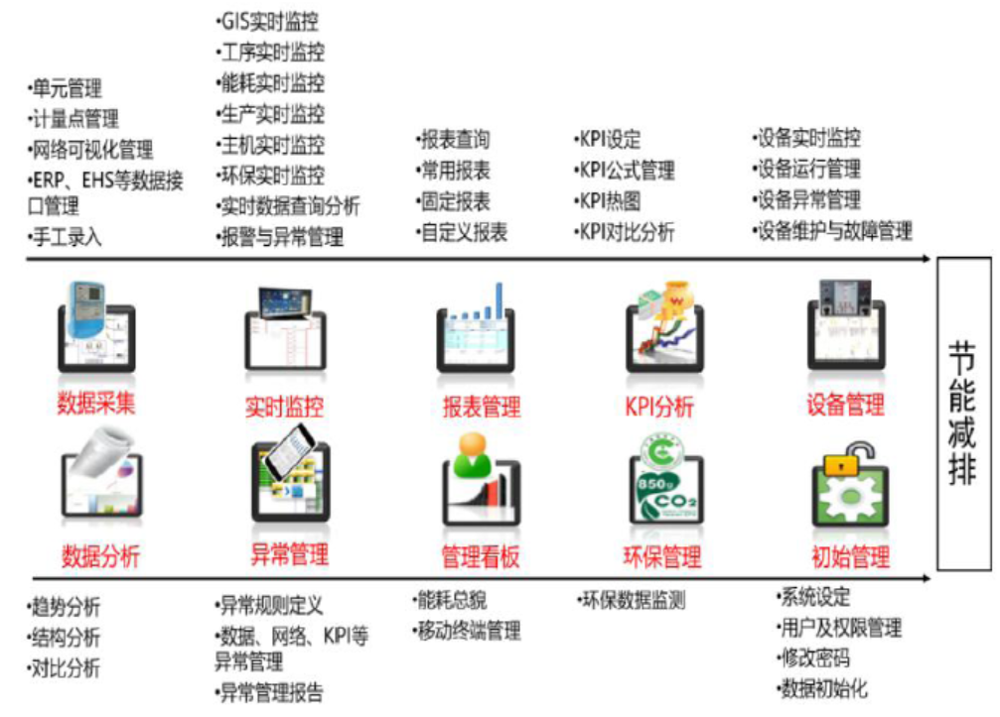 •单元管理
•计量点管理
•网络可视化管理
•ERP、EHS等数据接
口管理
•手工录入
•GIS实时监控
•工序实时监控
•能耗实时监控
•生产实时监控
•主机实时监控
•环保实时监控
•实时数据查询分析
•报警与异常管理
•报表查询
•常用报表
•固定报表
•自定义报表
•KPI设定
•KPI公式管理
•KPI热图
•KPI对比分析
•设备实时监控
•设备运行管理
•设备异常管理
•设备维护与故障管理
数据采集
实时监控
报表管理
KPI分析
设备管理
节能减排
850g
CO2
数据分析
异常管理
管理看板
环保管理
初始管理
•趋势分析
•结构分析
•对比分析
•异常规则定义
•数据、网络、KPI等
异常管理
•异常管理报告
•能耗总貌
•移动终端管理
•环保数据监测
•系统设定
•用户及权限管理
•修改密码
•数据初始化